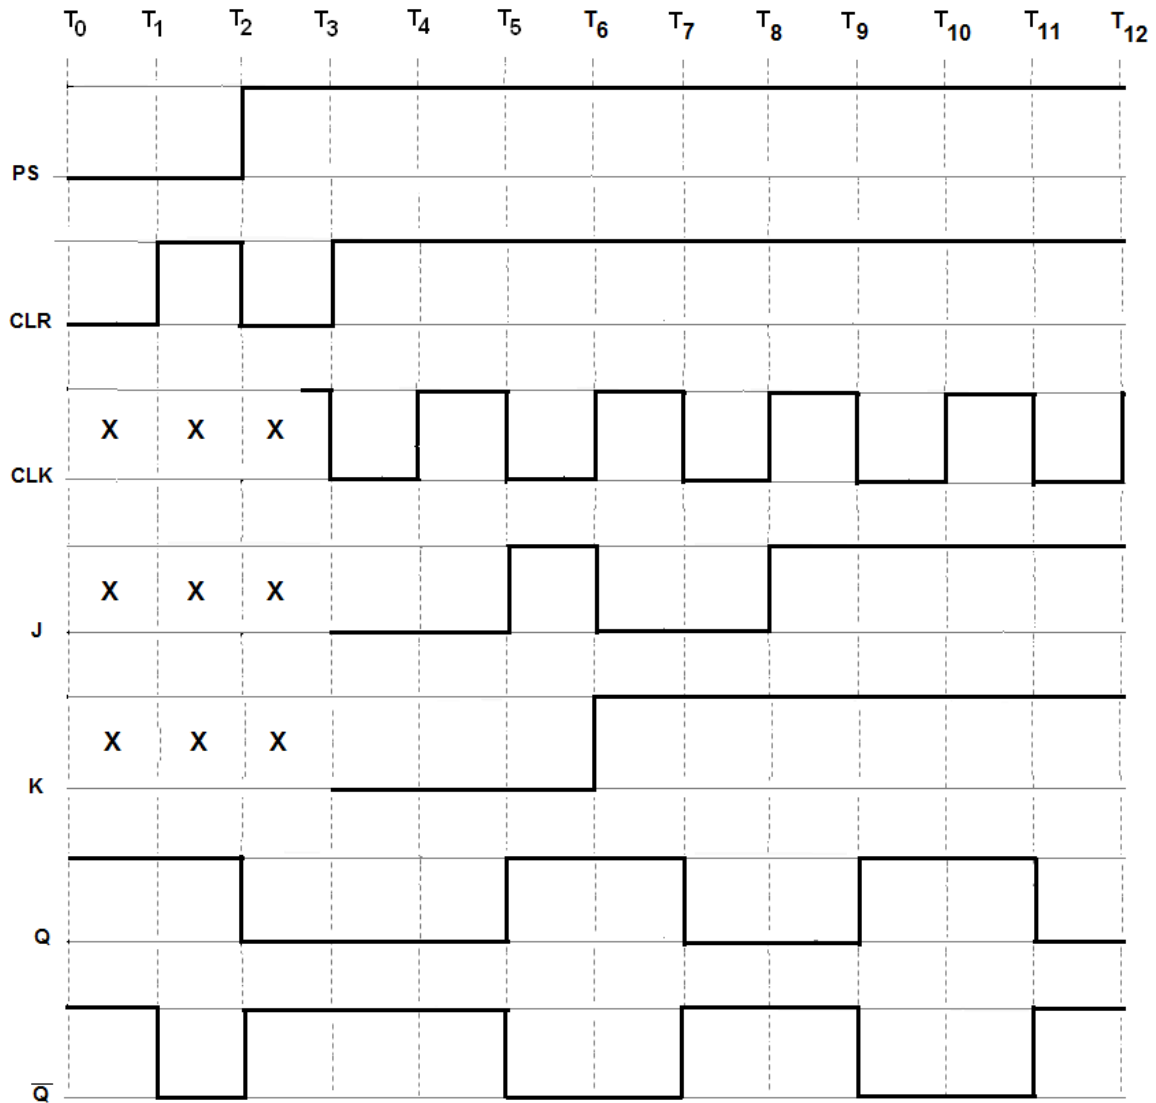 T0 T1 T2 T3 T4 T5 T6 T7 T8 T9 T10 T11 T12
PS
CLR
X X X
CLK
X X X
J
X X X
K
Q
Q̅